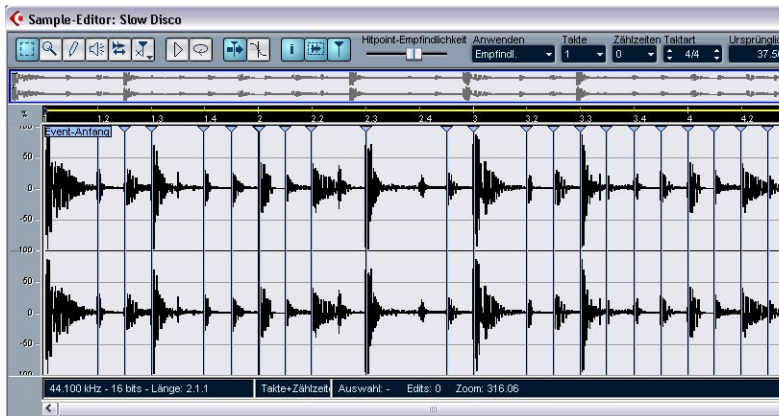 Sample-Editor: Slow Disco
Hitpoint-Empfindlichkeit Anwenden Takte Zählzeiten Taktart
Empfindl. 1 0 4/4
% 1 1.2 1.3 1.4 2 2.2 2.3 2.4 3 3.2 3.3 3.4 4 4.2
100
Event-Anfang
50
0
-50
-100
50
0
-50
-100
44.100 kHz - 16 bits - Länge: 2.1.1 Auswahl: - Edits: 0 Zoom: 316.06